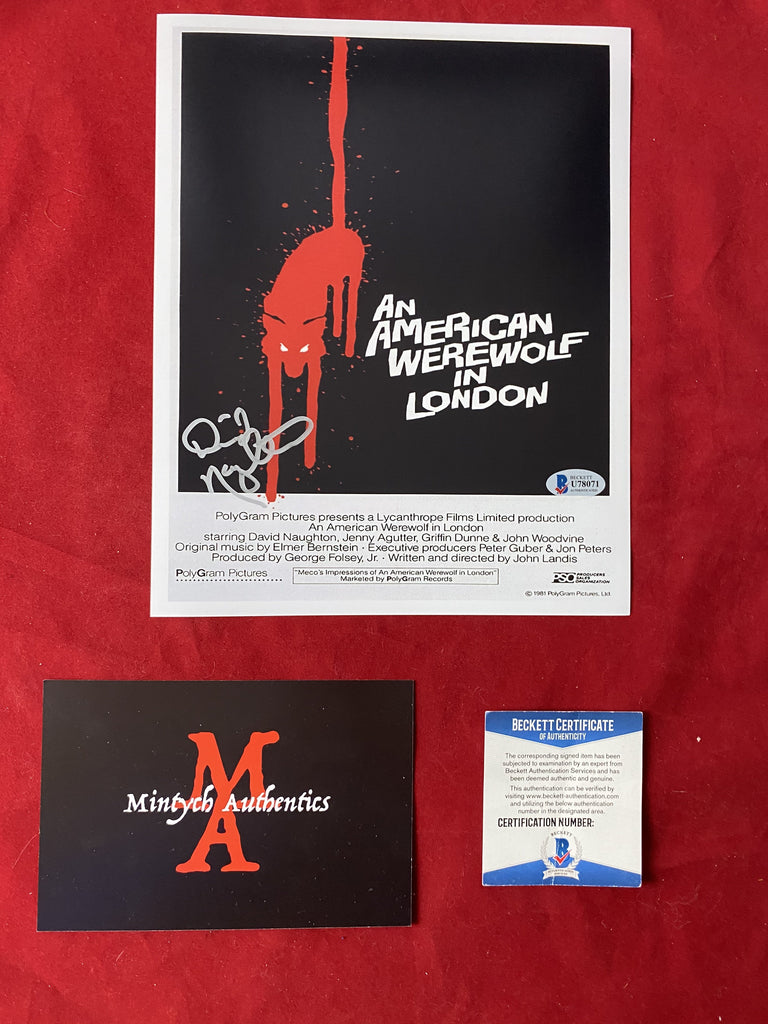 AN
AMERICAN
WEREWOLF
IN
LONDON
David
Naughton
BECKETT
U78071
PolyGram Pictures presents a Lycanthrope Films Limited production
An American Werewolf in London
starring David Naughton, Jenny Agutter, Griffin Dunne & John Woodvine
Original music by Elmer Bernstein · Executive producers Peter Guber & Jon Peters
Produced by George Folsey, Jr. · Written and directed by John Landis
PolyGram Pictures
"Meco's Impressions of An American Werewolf in London"
Marketed by PolyGram Records
PSO PRODUCERS
SALES
ORGANIZATION
© 1981 PolyGram Pictures, Ltd.
M
Mintych Authentics
A
BECKETT CERTIFICATE
OF AUTHENTICITY
The corresponding signed item has been
subjected to examination by an expert from
Beckett Authentication Services and has
been deemed authentic and genuine.
This authentication can be verified by
visiting www.beckett-authentication.com
and utilizing the below authentication
number in the designated area.
CERTIFICATION NUMBER:
BECKETT
B